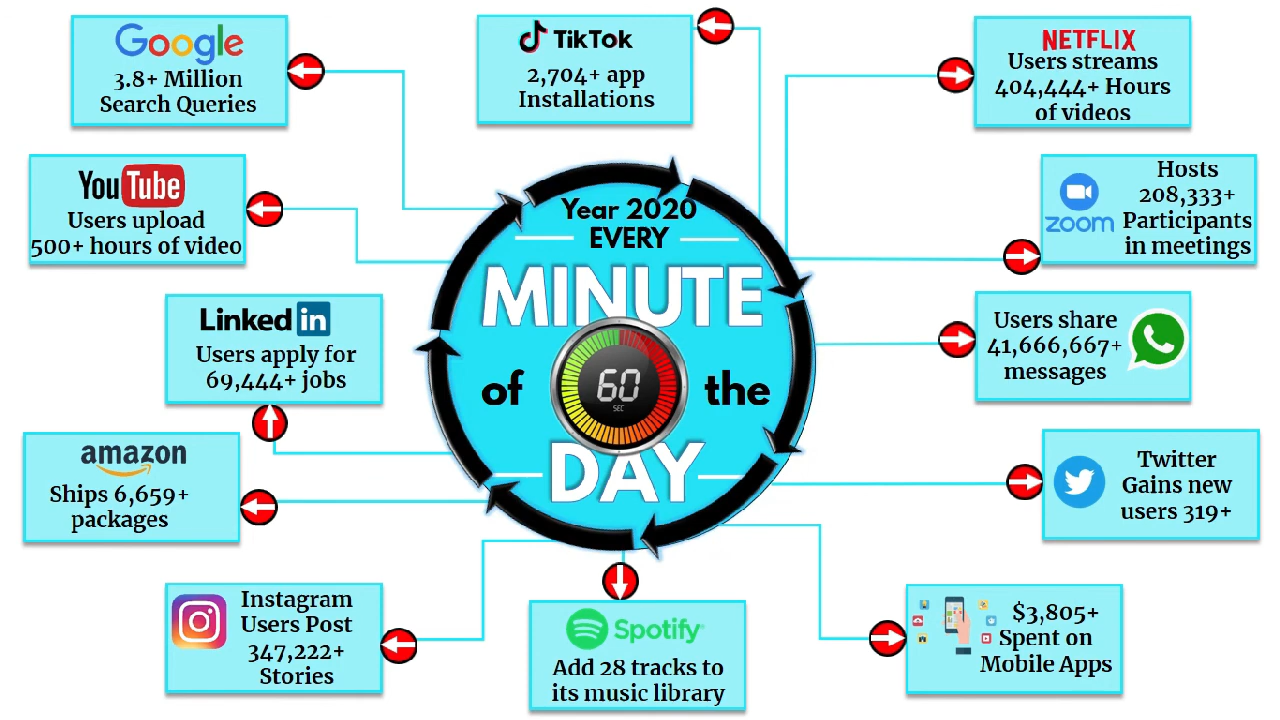 Google
3.8+ Million
Search Queries
TikTok
2,704+ app
Installations
NETFLIX
Users streams
404,444+ Hours
of videos
YouTube
Users upload
500+ hours of video
Year 2020
EVERY
MINUTE
of the
60
SEC
DAY
zoom
Hosts
208,333+
Participants
in meetings
Linked in
Users apply for
69,444+ jobs
Users share
41,666,667+
messages
amazon
Ships 6,659+
packages
Twitter
Gains new
users 319+
Instagram
Users Post
347,222+
Stories
Spotify
Add 28 tracks to
its music library
$3,805+
Spent on
Mobile Apps